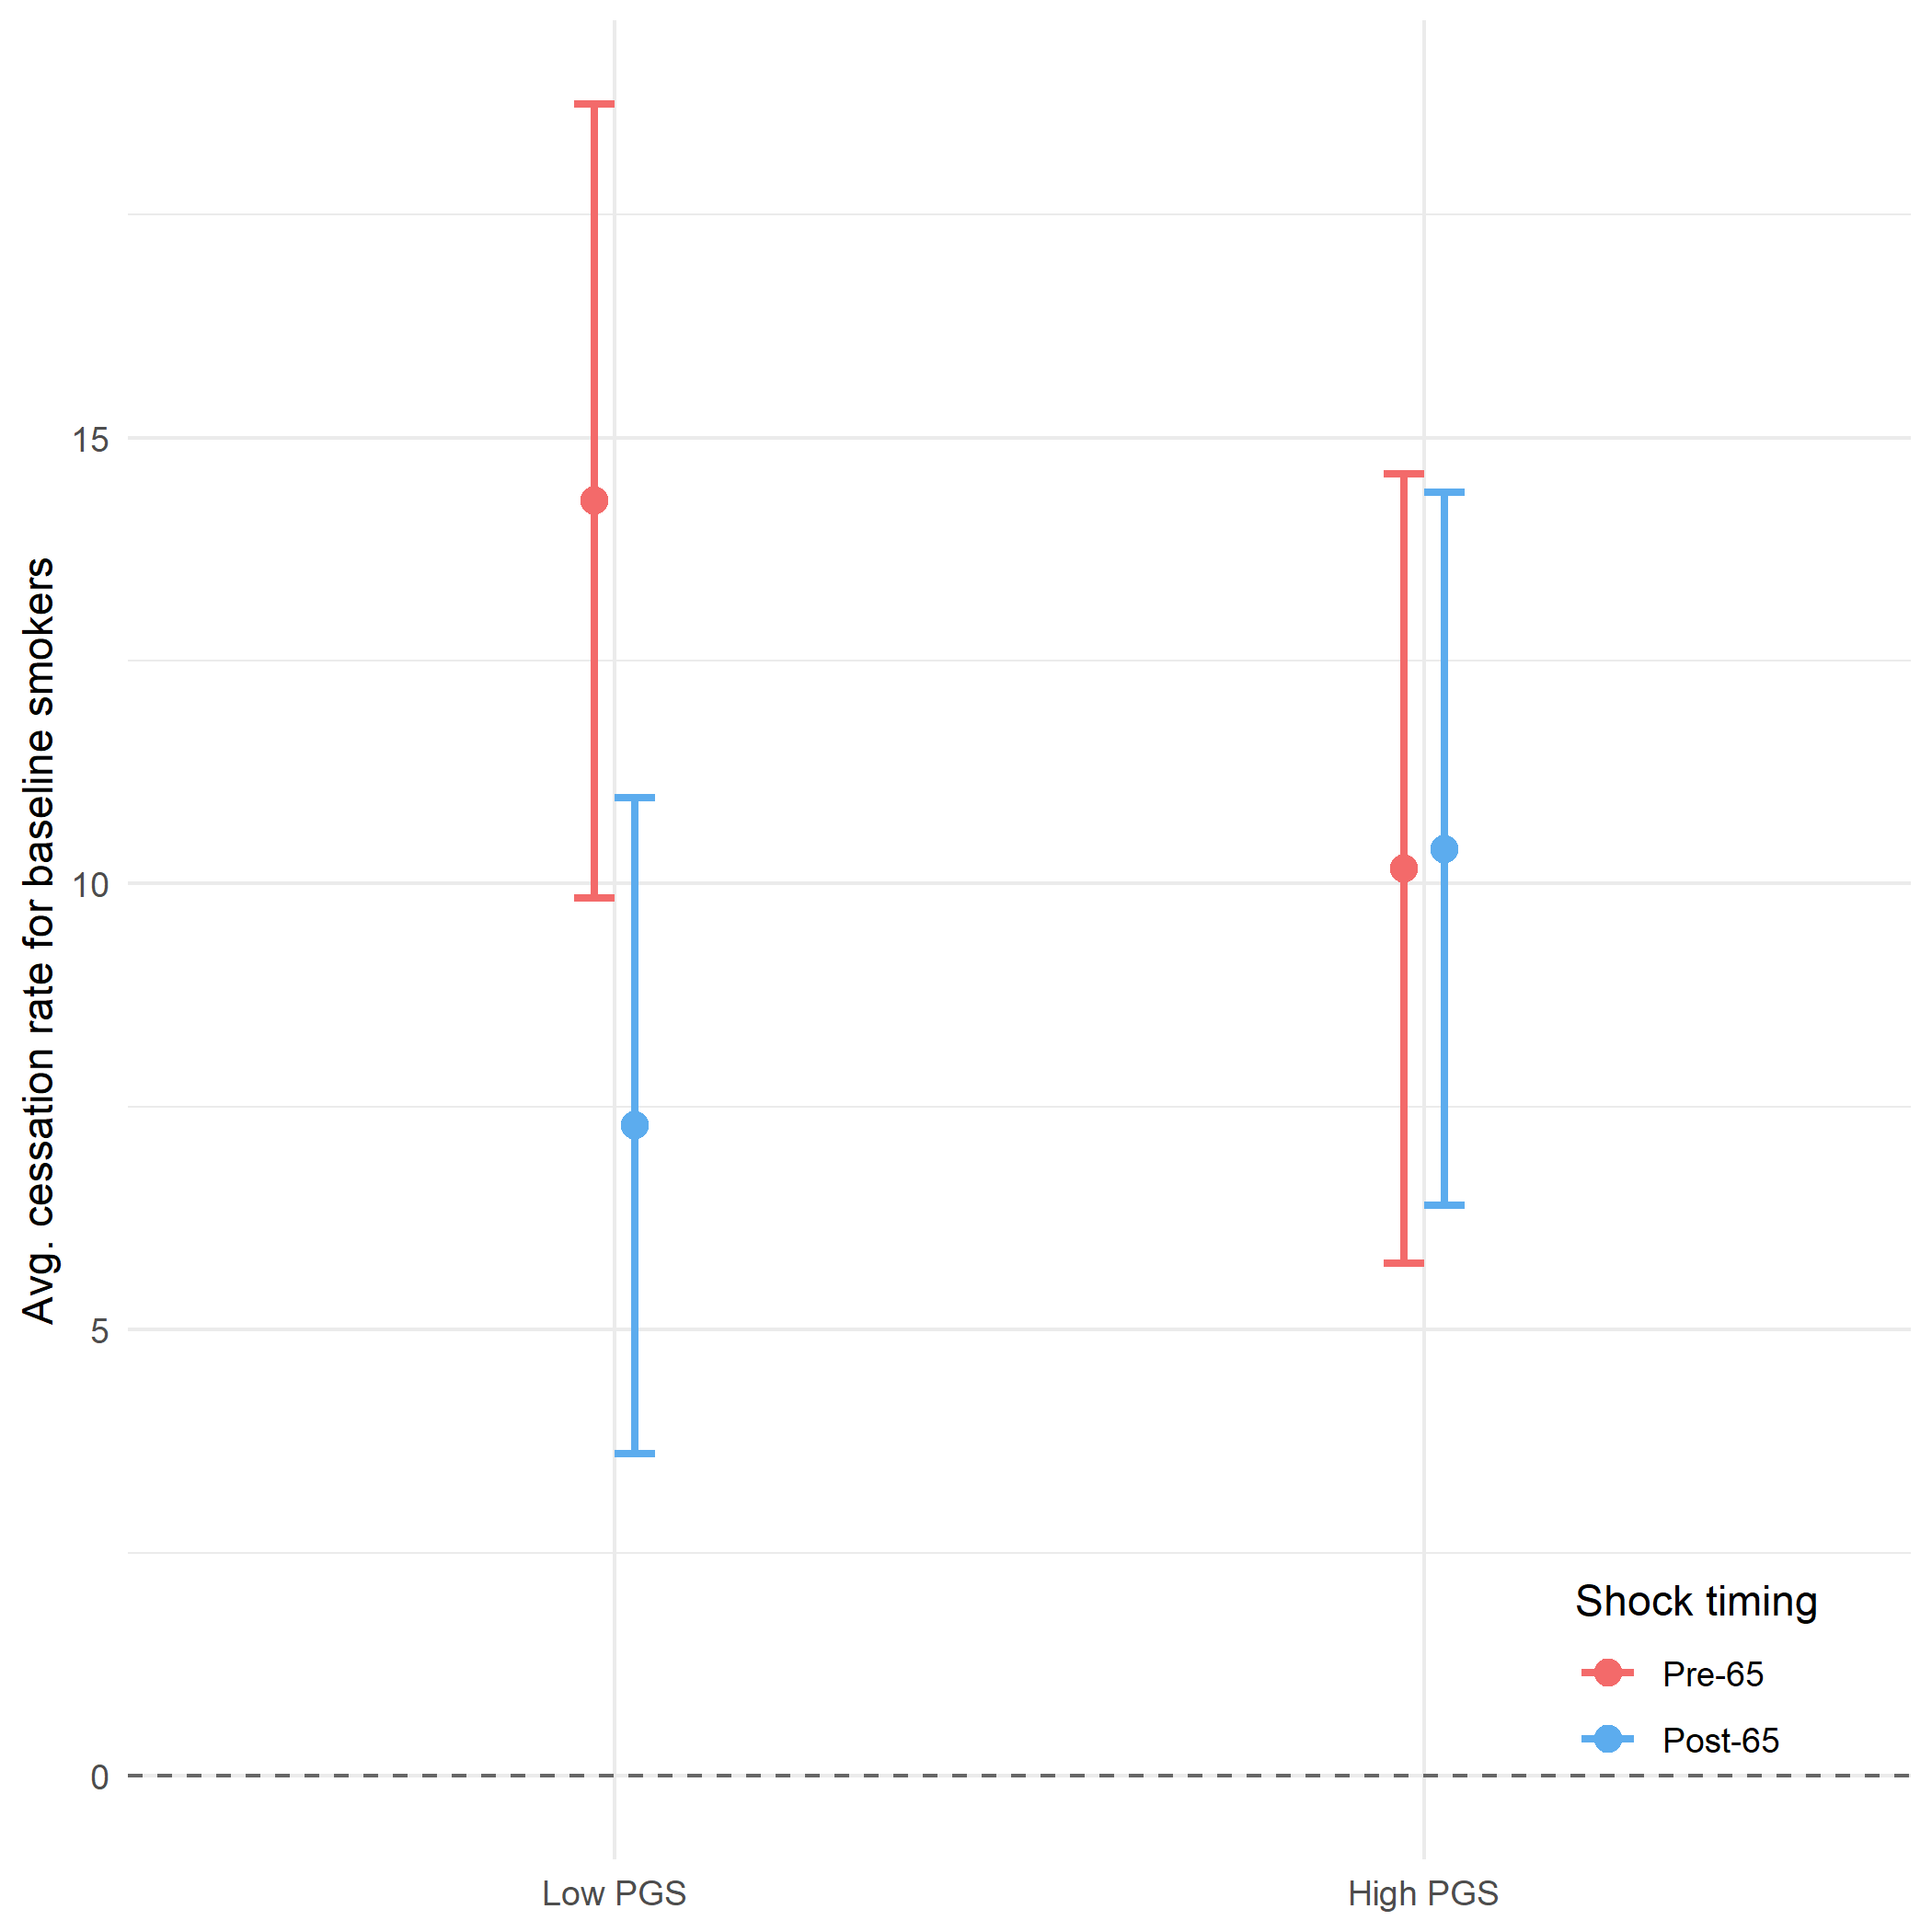 Avg. cessation rate for baseline smokers
15
10
5
0
Low PGS
High PGS
Shock timing
Pre-65
Post-65